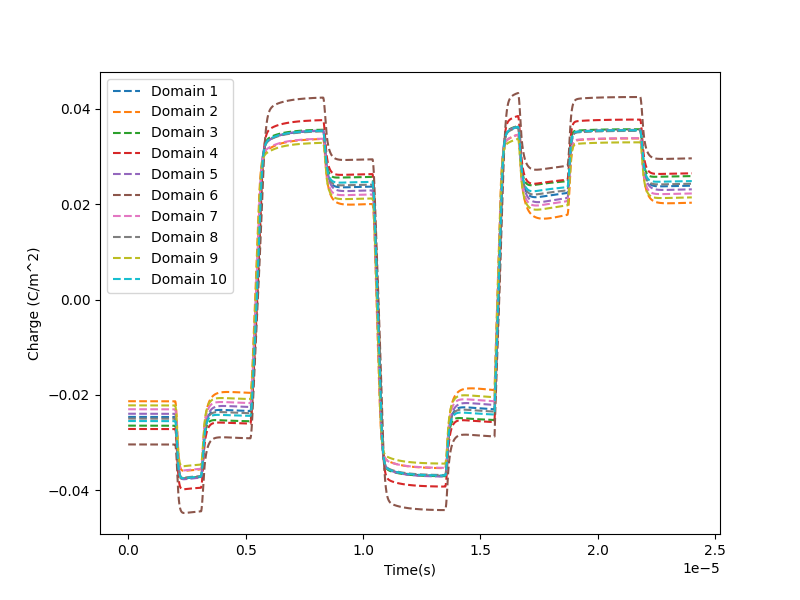 Domain 1
Domain 2
Domain 3
Domain 4
Domain 5
Domain 6
Domain 7
Domain 8
Domain 9
Domain 10
0.04
0.02
0.00
−0.02
−0.04
Charge (C/m^2)
0.0 0.5 1.0 1.5 2.0 2.5
1e−5
Time(s)